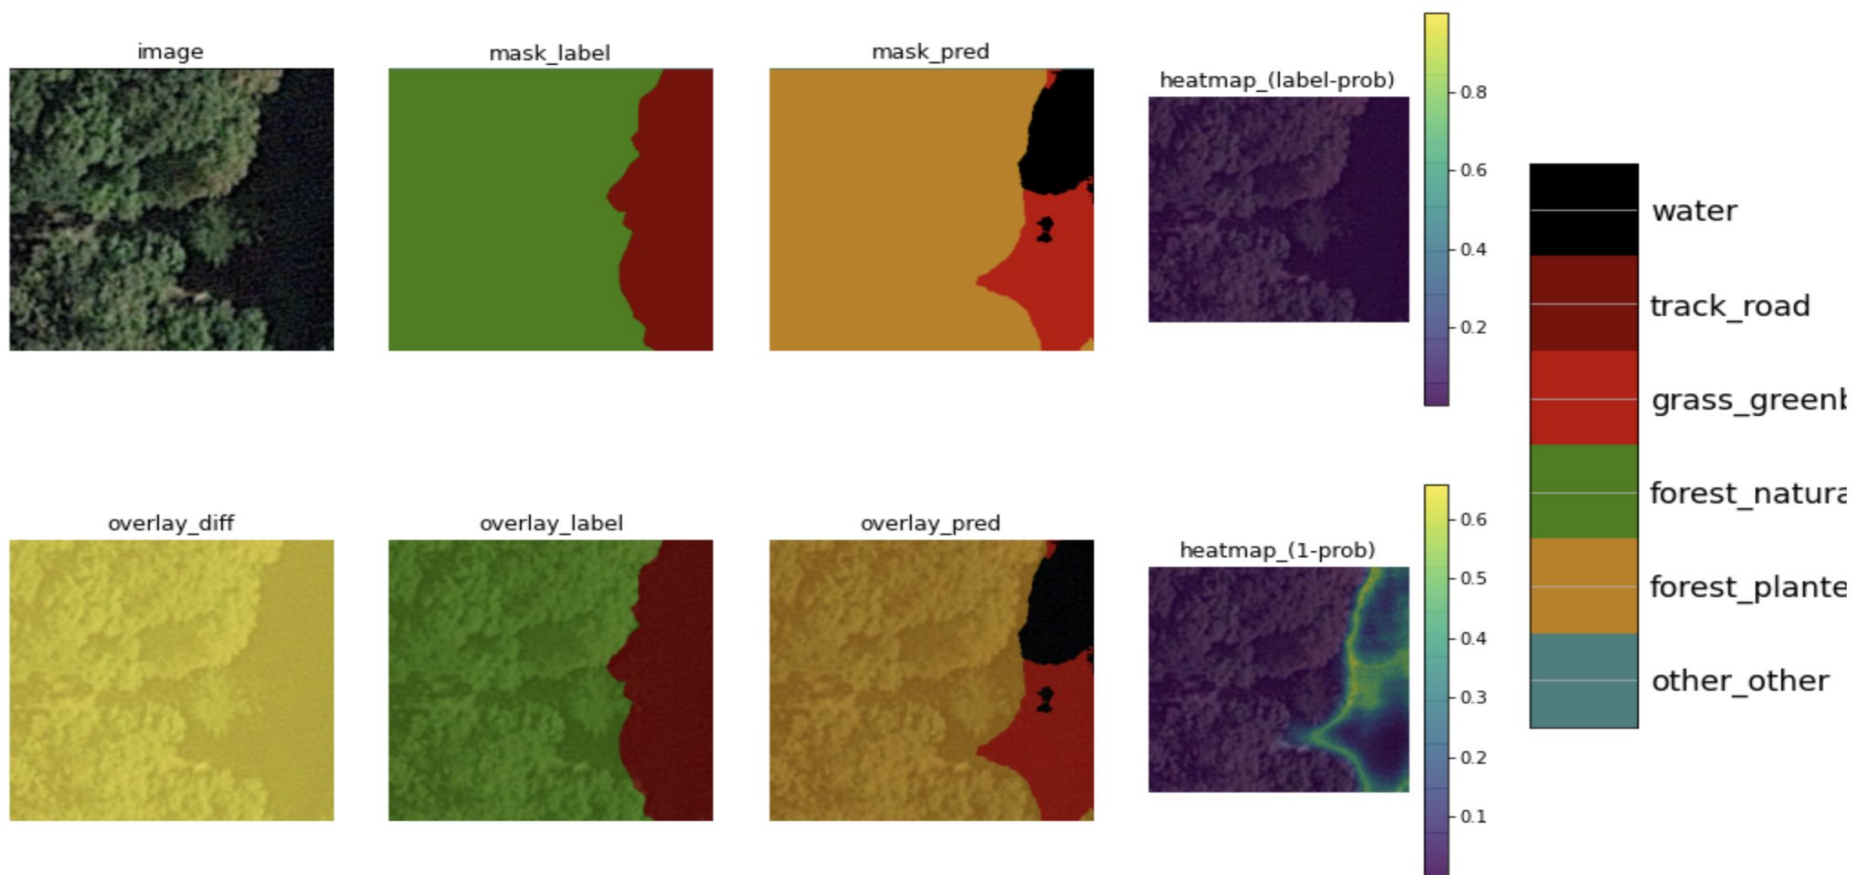 image
mask_label
mask_pred
heatmap_(label-prob)
0.8
0.6
0.4
0.2
overlay_diff
overlay_label
overlay_pred
heatmap_(1-prob)
0.6
0.5
0.4
0.3
0.2
0.1
water
track_road
grass_green
forest_natura
forest_plante
other_other